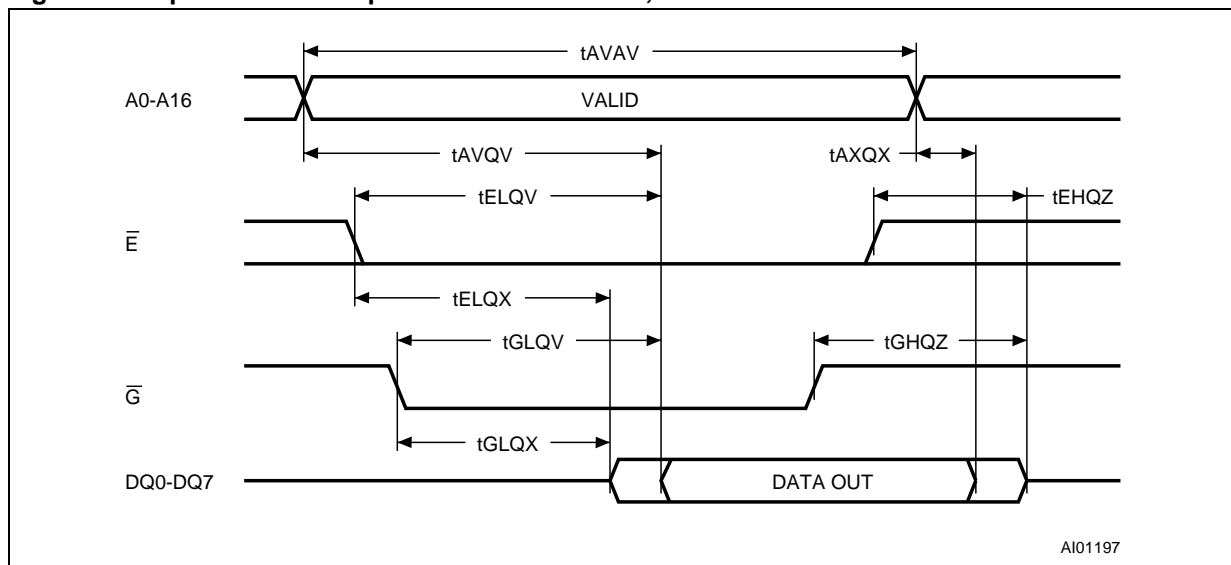 tAVAV
A0-A16
VALID
tAVQV
tAXQX
tELQV
tEHQZ
E̅
tELQX
tGLQV
tGHQZ
G̅
tGLQX
DQ0-DQ7
DATA OUT
AI01197